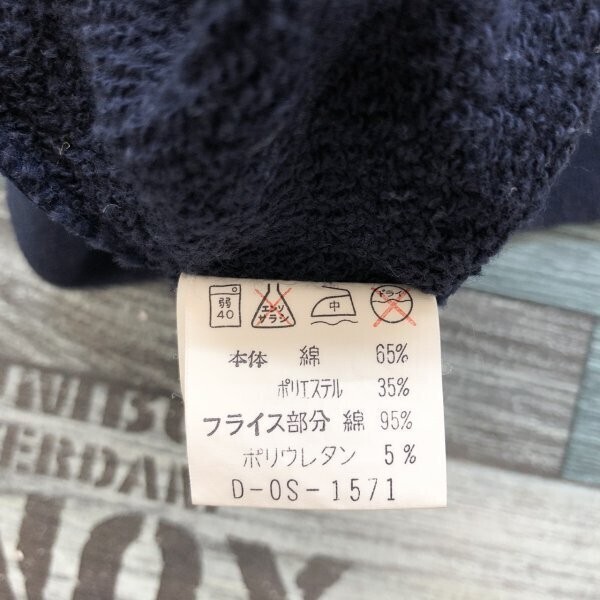 弱 40 エンソ サラシ 中 ドライ
本体 綿 65%
ポリエステル 35%
フライス部分 綿 95%
ポリウレタン 5%
D-OS-1571
ERDAM